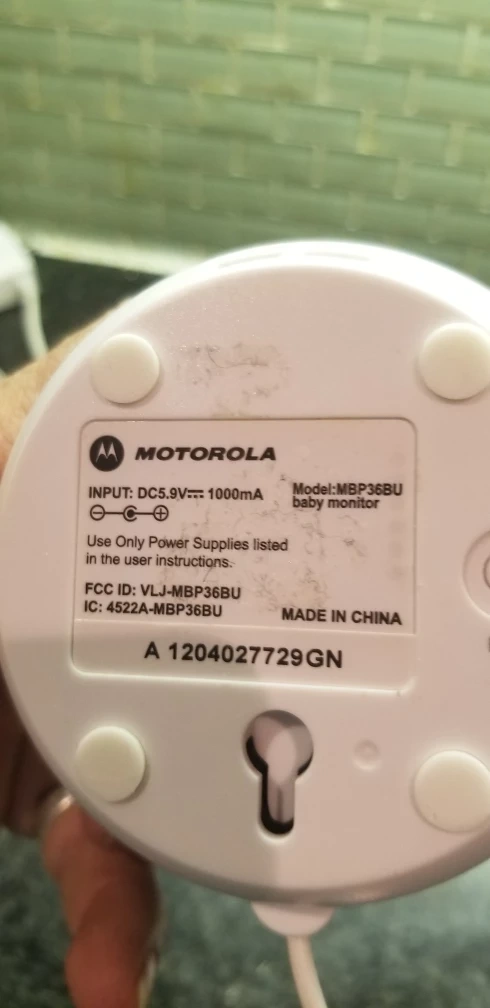 MOTOROLA
INPUT: DC5.9V⎓ 1000mA
Model:MBP36BU
baby monitor
Use Only Power Supplies listed
in the user instructions.
FCC ID: VLJ-MBP36BU
IC: 4522A-MBP36BU
MADE IN CHINA
A 1204027729GN